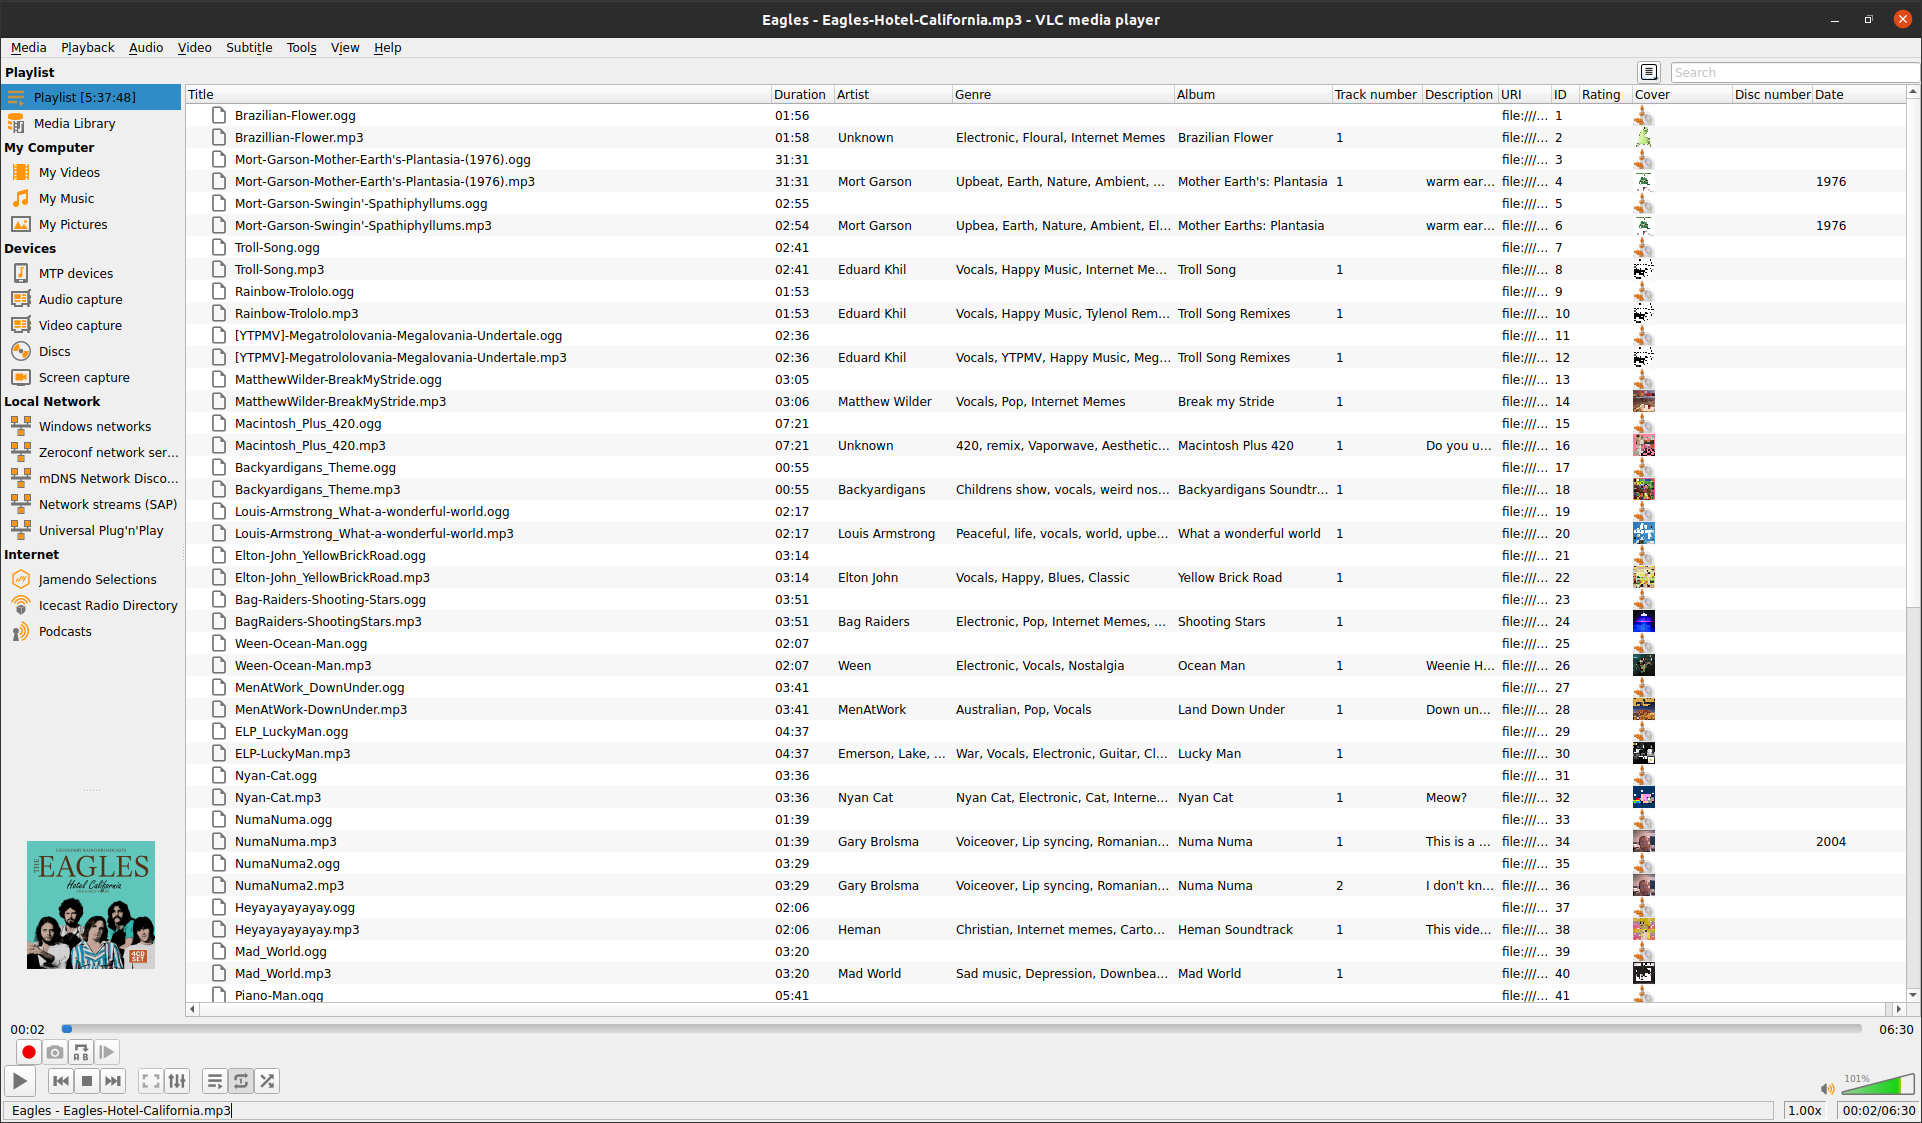 Eagles - Eagles-Hotel-California.mp3 - VLC media player
Media Playback Audio Video Subtitle Tools View Help
Playlist
Search
Playlist [5:37:48]
Media Library
My Computer
My Videos
My Music
My Pictures
Devices
MTP devices
Audio capture
Video capture
Discs
Screen capture
Local Network
Windows networks
Zeroconf network ser...
mDNS Network Disco...
Network streams (SAP)
Universal Plug'n'Play
Internet
Jamendo Selections
Icecast Radio Directory
Podcasts
THE EAGLES
Hotel California
4CD SET
Title Duration Artist Genre Album Track number Description URI ID Rating Cover Disc number Date
Brazilian-Flower.ogg 01:56 file:///... 1
Brazillian-Flower.mp3 01:58 Unknown Electronic, Floural, Internet Memes Brazilian Flower 1 file:///... 2
Mort-Garson-Mother-Earth's-Plantasia-(1976).ogg 31:31 file:///... 3
Mort-Garson-Mother-Earth's-Plantasia-(1976).mp3 31:31 Mort Garson Upbeat, Earth, Nature, Ambient, ... Mother Earth's: Plantasia 1 warm ear... file:///... 4 1976
Mort-Garson-Swingin'-Spathiphyllums.ogg 02:55 file:///... 5
Mort-Garson-Swingin'-Spathiphyllums.mp3 02:54 Mort Garson Upbea, Earth, Nature, Ambient, El... Mother Earths: Plantasia warm ear... file:///... 6 1976
Troll-Song.ogg 02:41 file:///... 7
Troll-Song.mp3 02:41 Eduard Khil Vocals, Happy Music, Internet Me... Troll Song 1 file:///... 8
Rainbow-Trololo.ogg 01:53 file:///... 9
Rainbow-Trololo.mp3 01:53 Eduard Khil Vocals, Happy Music, Tylenol Rem... Troll Song Remixes 1 file:///... 10
[YTPMV]-Megatrololovania-Megalovania-Undertale.ogg 02:36 file:///... 11
[YTPMV]-Megatrololovania-Megalovania-Undertale.mp3 02:36 Eduard Khil Vocals, YTPMV, Happy Music, Meg... Troll Song Remixes 1 file:///... 12
MatthewWilder-BreakMyStride.ogg 03:05 file:///... 13
MatthewWilder-BreakMyStride.mp3 03:06 Matthew Wilder Vocals, Pop, Internet Memes Break my Stride 1 file:///... 14
Macintosh_Plus_420.ogg 07:21 file:///... 15
Macintosh_Plus_420.mp3 07:21 Unknown 420, remix, Vaporwave, Aesthetic... Macintosh Plus 420 1 Do you u... file:///... 16
Backyardigans_Theme.ogg 00:55 file:///... 17
Backyardigans_Theme.mp3 00:55 Backyardigans Childrens show, vocals, weird nos... Backyardigans Soundtr... 1 file:///... 18
Louis-Armstrong_What-a-wonderful-world.ogg 02:17 file:///... 19
Louis-Armstrong_What-a-wonderful-world.mp3 02:17 Louis Armstrong Peaceful, life, vocals, world, upbe... What a wonderful world 1 file:///... 20
Elton-John_YellowBrickRoad.ogg 03:14 file:///... 21
Elton-John_YellowBrickRoad.mp3 03:14 Elton John Vocals, Happy, Blues, Classic Yellow Brick Road 1 file:///... 22
Bag-Raiders-Shooting-Stars.ogg 03:51 file:///... 23
BagRaiders-ShootingStars.mp3 03:51 Bag Raiders Electronic, Pop, Internet Memes, ... Shooting Stars 1 file:///... 24
Ween-Ocean-Man.ogg 02:07 file:///... 25
Ween-Ocean-Man.mp3 02:07 Ween Electronic, Vocals, Nostalgia Ocean Man 1 Weenie H... file:///... 26
MenAtWork_DownUnder.ogg 03:41 file:///... 27
MenAtWork-DownUnder.mp3 03:41 MenAtWork Australian, Pop, Vocals Land Down Under 1 Down un... file:///... 28
ELP_LuckyMan.ogg 04:37 file:///... 29
ELP-LuckyMan.mp3 04:37 Emerson, Lake, ... War, Vocals, Electronic, Guitar, Cl... Lucky Man 1 file:///... 30
Nyan-Cat.ogg 03:36 file:///... 31
Nyan-Cat.mp3 03:36 Nyan Cat Nyan Cat, Electronic, Cat, Interne... Nyan Cat 1 Meow? file:///... 32
NumaNuma.ogg 01:39 file:///... 33
NumaNuma.mp3 01:39 Gary Brolsma Voiceover, Lip syncing, Romanian... Numa Numa 1 This is a ... file:///... 34 2004
NumaNuma2.ogg 03:29 file:///... 35
NumaNuma2.mp3 03:29 Gary Brolsma Voiceover, Lip syncing, Romanian... Numa Numa 2 I don't kn... file:///... 36
Heyayayayayay.ogg 02:06 file:///... 37
Heyayayayayay.mp3 02:06 Heman Christian, Internet memes, Carto... Heman Soundtrack 1 This vide... file:///... 38
Mad_World.ogg 03:20 file:///... 39
Mad_World.mp3 03:20 Mad World Sad music, Depression, Downbea... Mad World 1 file:///... 40
Piano-Man.ogg 05:41 file:///... 41
00:02 06:30
A B
101%
Eagles - Eagles-Hotel-California.mp3 1.00x 00:02/06:30